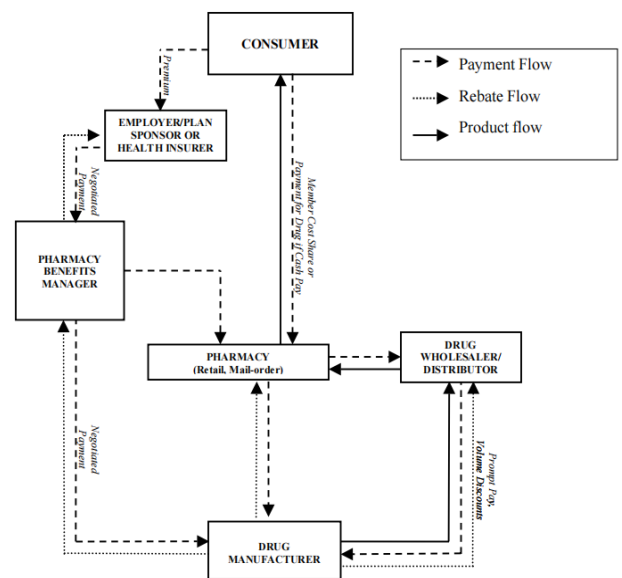 CONSUMER
Premium
EMPLOYER/PLAN
SPONSOR OR
HEALTH INSURER
Payment Flow
Rebate Flow
Product flow
Negotiated
Payment
Member Cost Share or
Payment for Drug if Cash
Pay
PHARMACY
BENEFITS
MANAGER
PHARMACY
(Retail, Mail-order)
DRUG
WHOLESALER/
DISTRIBUTOR
Negotiated
Payment
Prompt Pay,
Volume Discounts
DRUG
MANUFACTURER